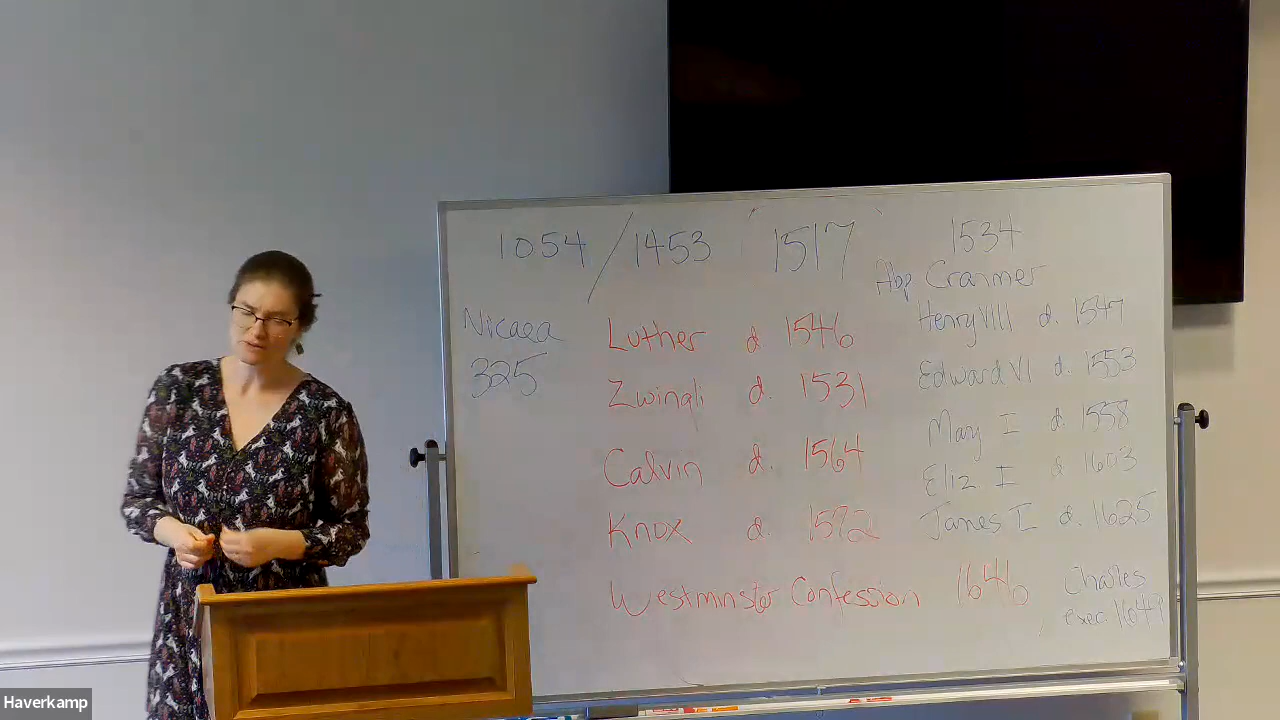 1054 / 1453 1517 1534
Abp Cranmer
Nicaea
325
Luther d. 1546
Zwingli d. 1531
Calvin d. 1564
Knox d. 1572
Westminster Confession 1646
Henry VIII d. 1547
Edward VI d. 1553
Mary I d. 1558
Eliz I d. 1603
James I d. 1625
Charles
exec. 1649
Haverkamp